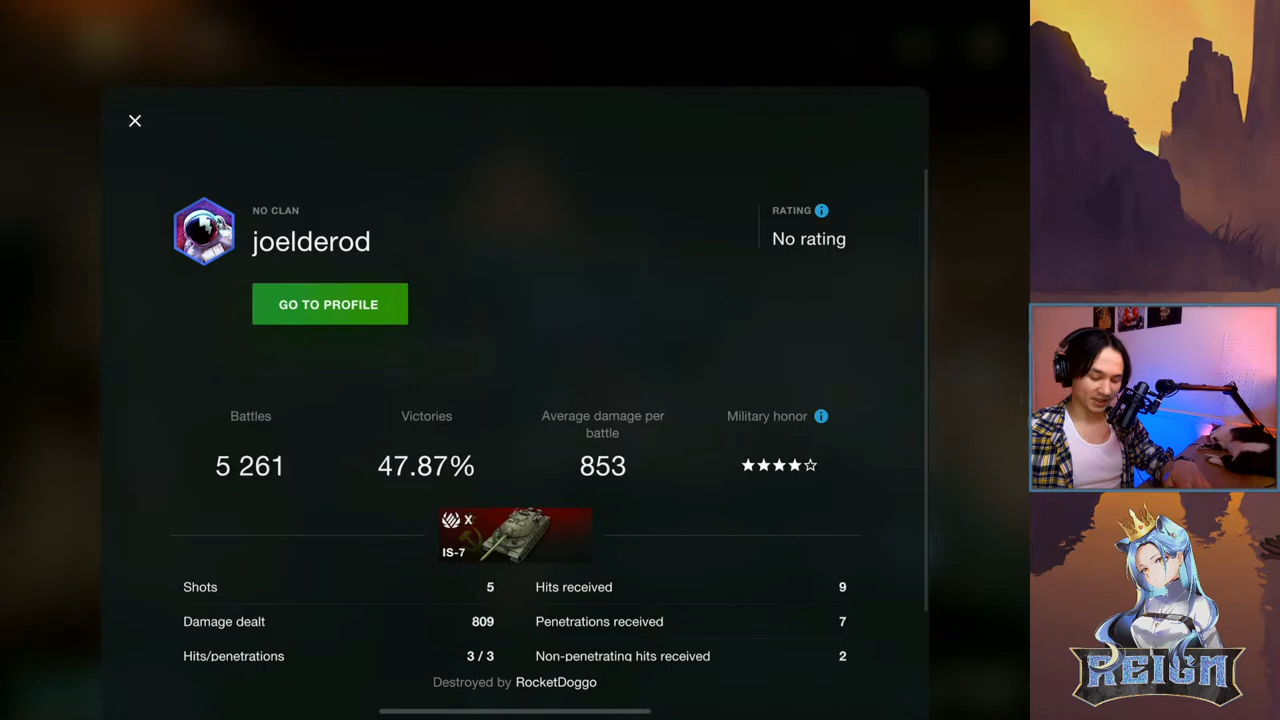 NO CLAN
joelderod
RATING
No rating
GO TO PROFILE
Battles
5 261
Victories
47.87%
Average damage per
battle
853
Military honor
X
IS-7
Shots
5
Hits received
9
Damage dealt
809
Penetrations received
7
Hits/penetrations
3 / 3
Non-penetrating hits received
2
Destroyed by RocketDoggo
REIGN